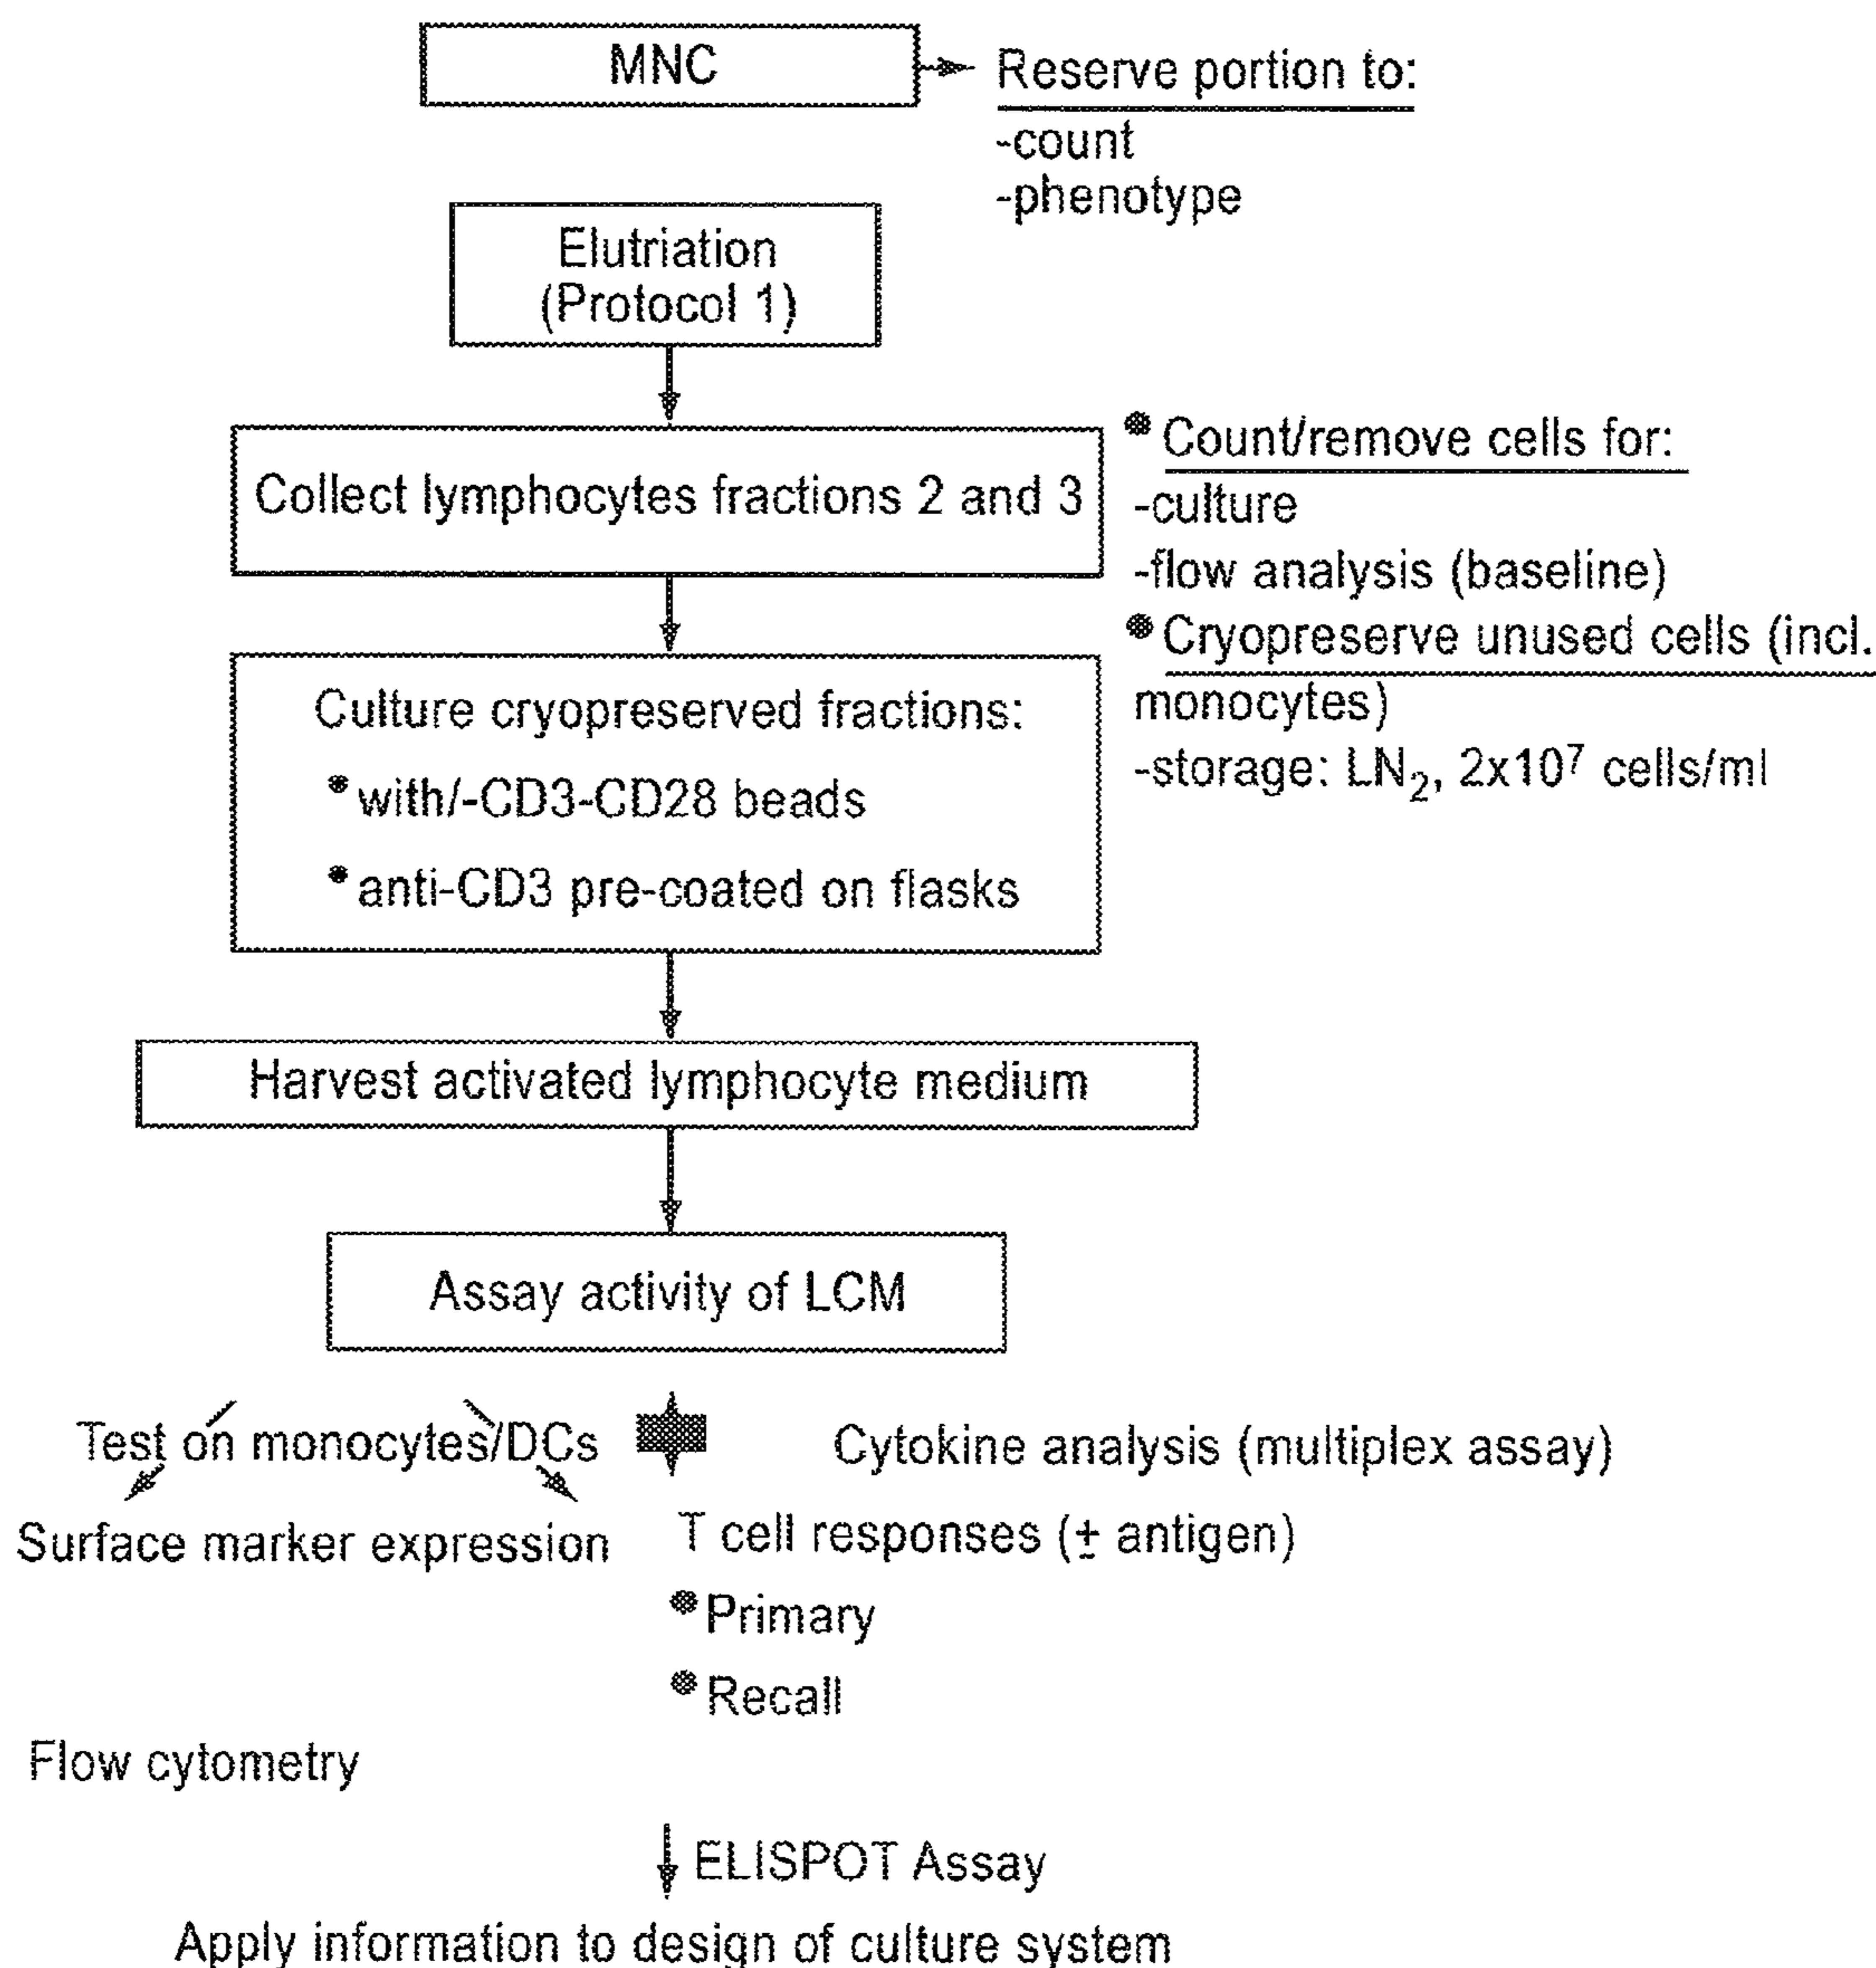 MNC
Reserve portion to:
-count
-phenotype
Elutriation
(Protocol 1)
Collect lymphocytes fractions 2 and 3
Count/remove cells for:
-culture
-flow analysis (baseline)
Cryopreserve unused cells (incl.
monocytes)
-storage: LN₂, 2x10⁷ cells/ml
Culture cryopreserved fractions:
with/-CD3-CD28 beads
anti-CD3 pre-coated on flasks
Harvest activated lymphocyte medium
Assay activity of LCM
Test on monocytes/DCs
Cytokine analysis (multiplex assay)
Surface marker expression
T cell responses (± antigen)
Primary
Recall
Flow cytometry
ELISPOT Assay
Apply information to design of culture system